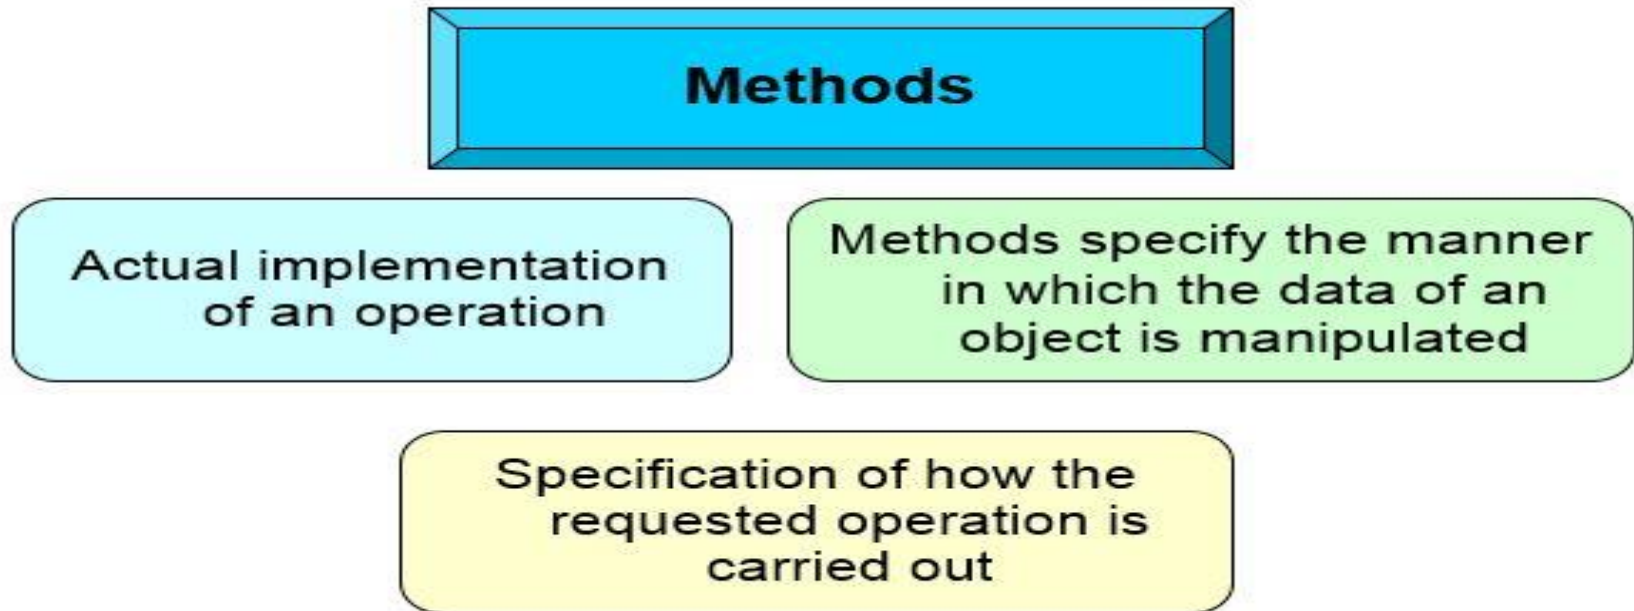 Methods
Actual implementation
of an operation
Methods specify the manner
in which the data of an
object is manipulated
Specification of how the
requested operation is
carried out